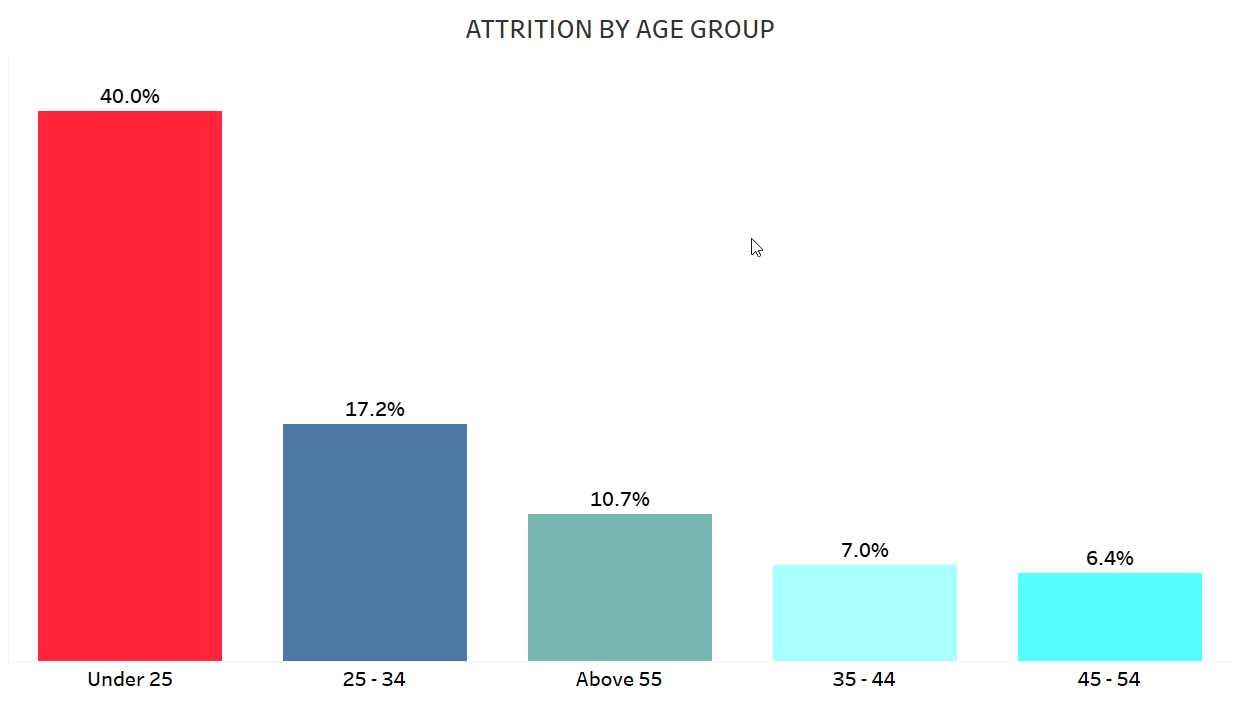 ATTRITION BY AGE GROUP
40.0%
17.2%
10.7%
7.0%
6.4%
Under 25
25 - 34
Above 55
35 - 44
45 - 54